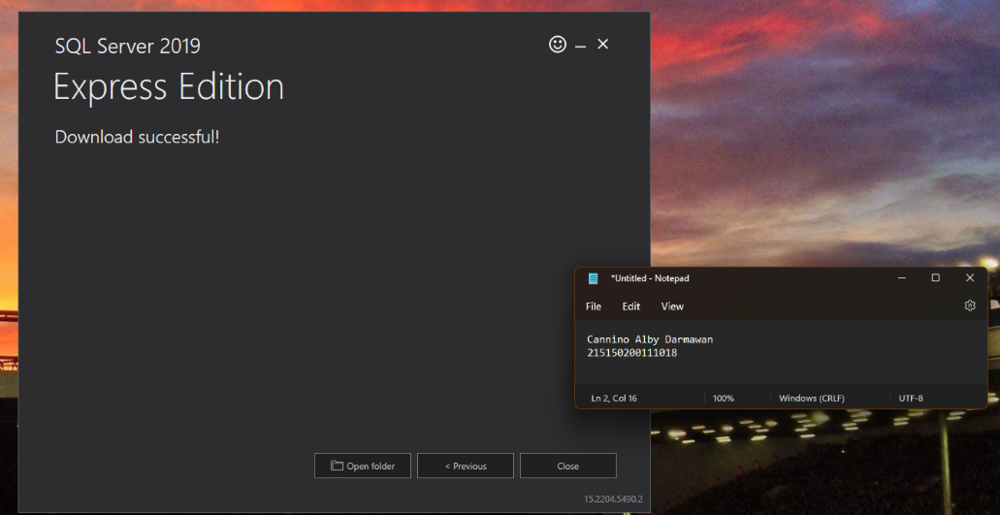 SQL Server 2019
Express Edition
Download successful!
*Untitled - Notepad
File Edit View
Cannino Alby Darmawan
215150200111018
Ln 2, Col 16 100% Windows (CRLF) UTF-8
Open folder < Previous Close
15.2204.5490.2